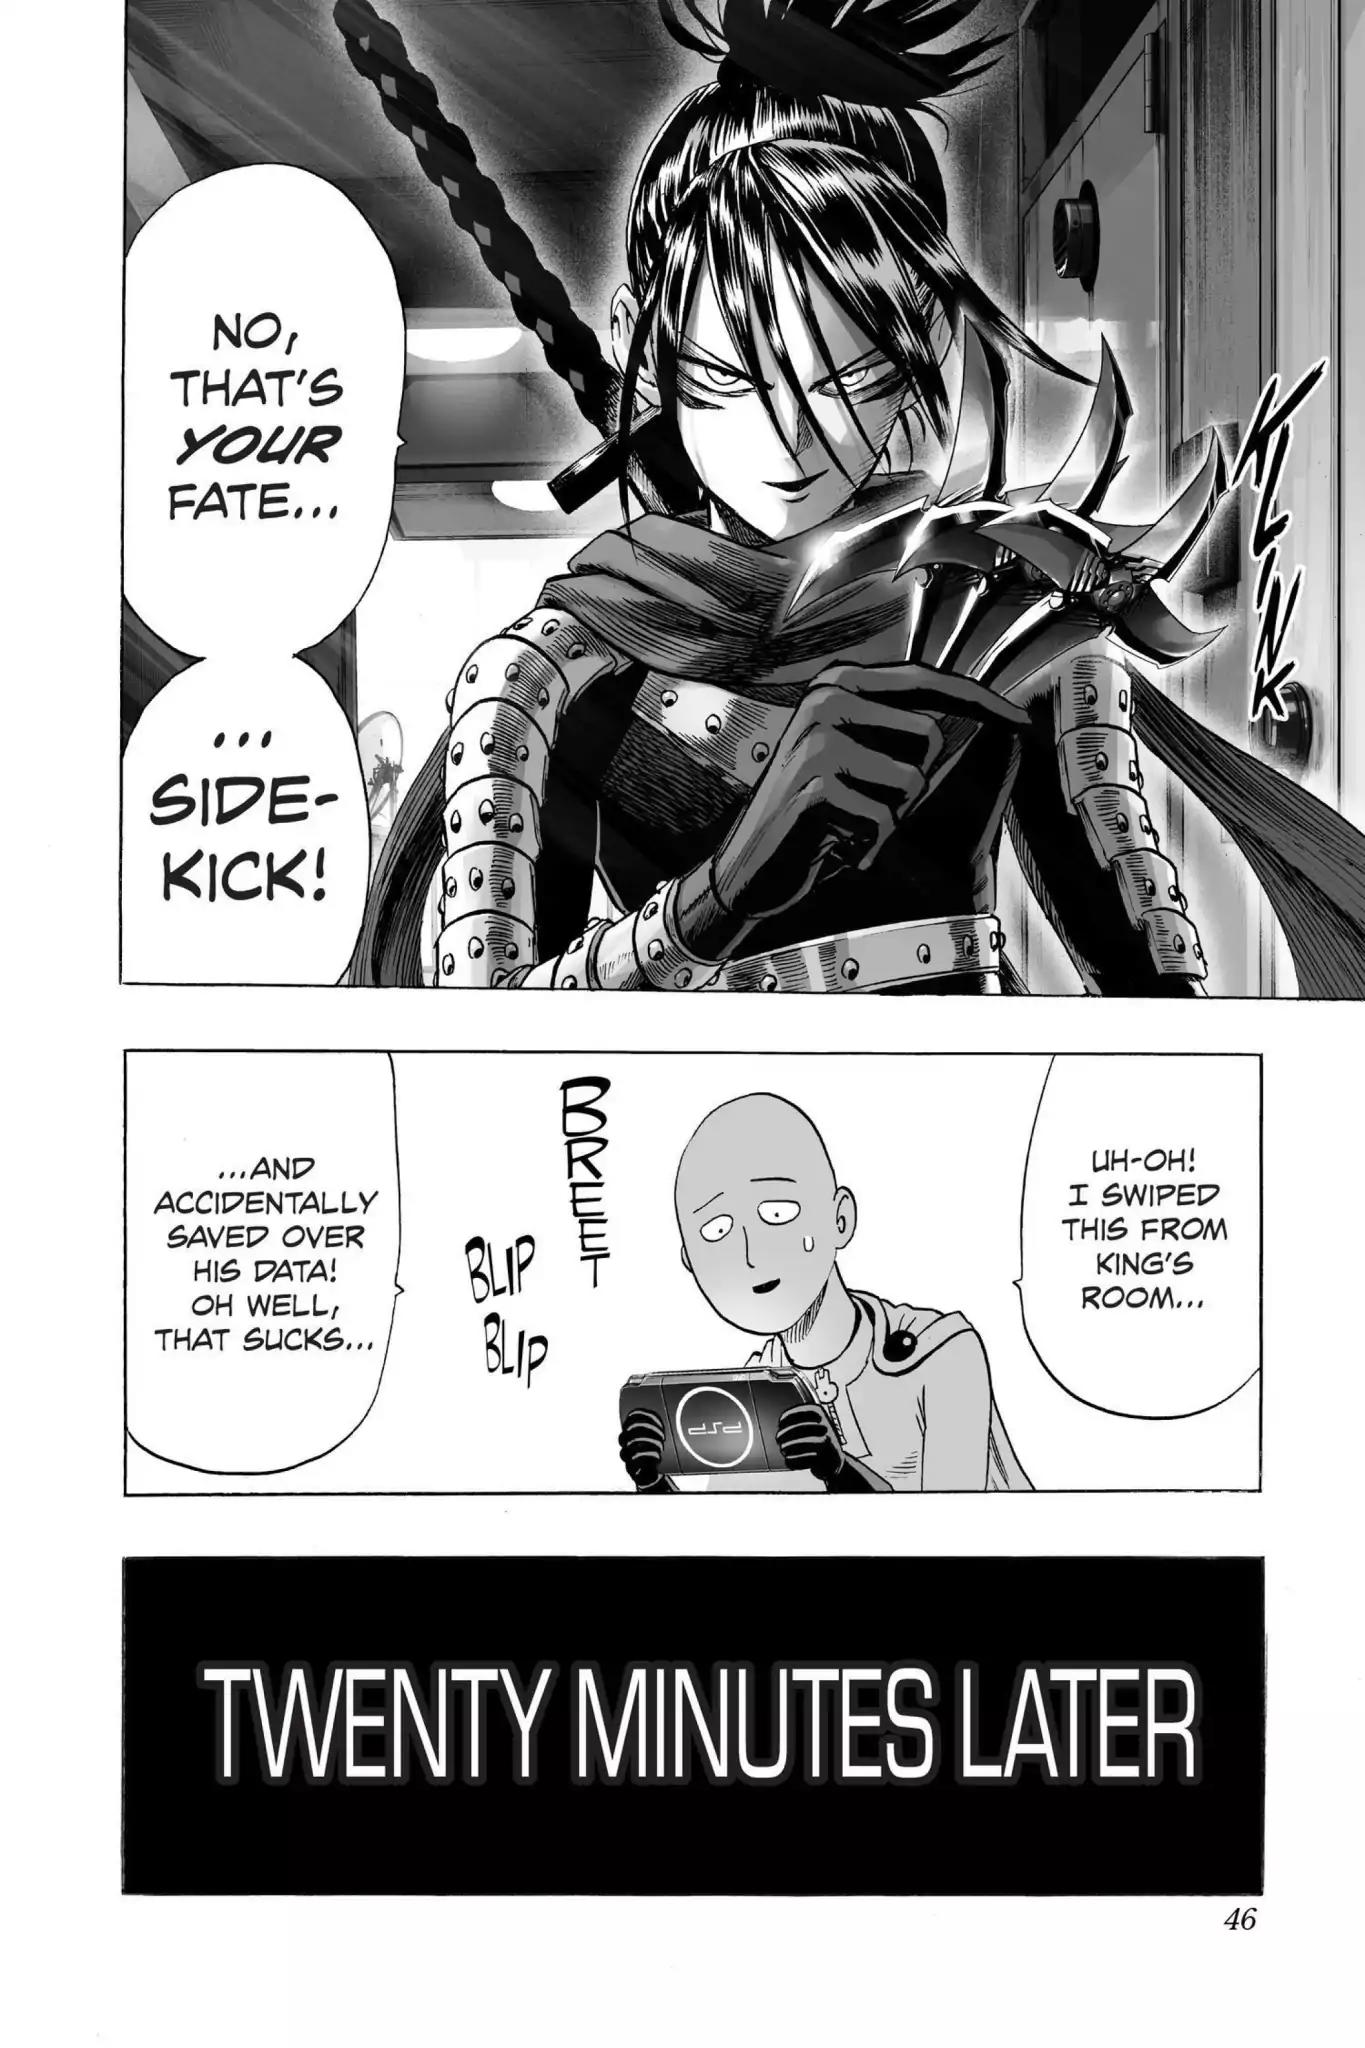 NO,
THAT'S
YOUR
FATE...
...
SIDE-
KICK!
KLINK
UH-OH!
I SWIPED
THIS FROM
KING'S
ROOM...
BREET
BLIP
BLIP
dSd
...AND
ACCIDENTALLY
SAVED OVER
HIS DATA!
OH WELL,
THAT SUCKS...
TWENTY MINUTES LATER
46